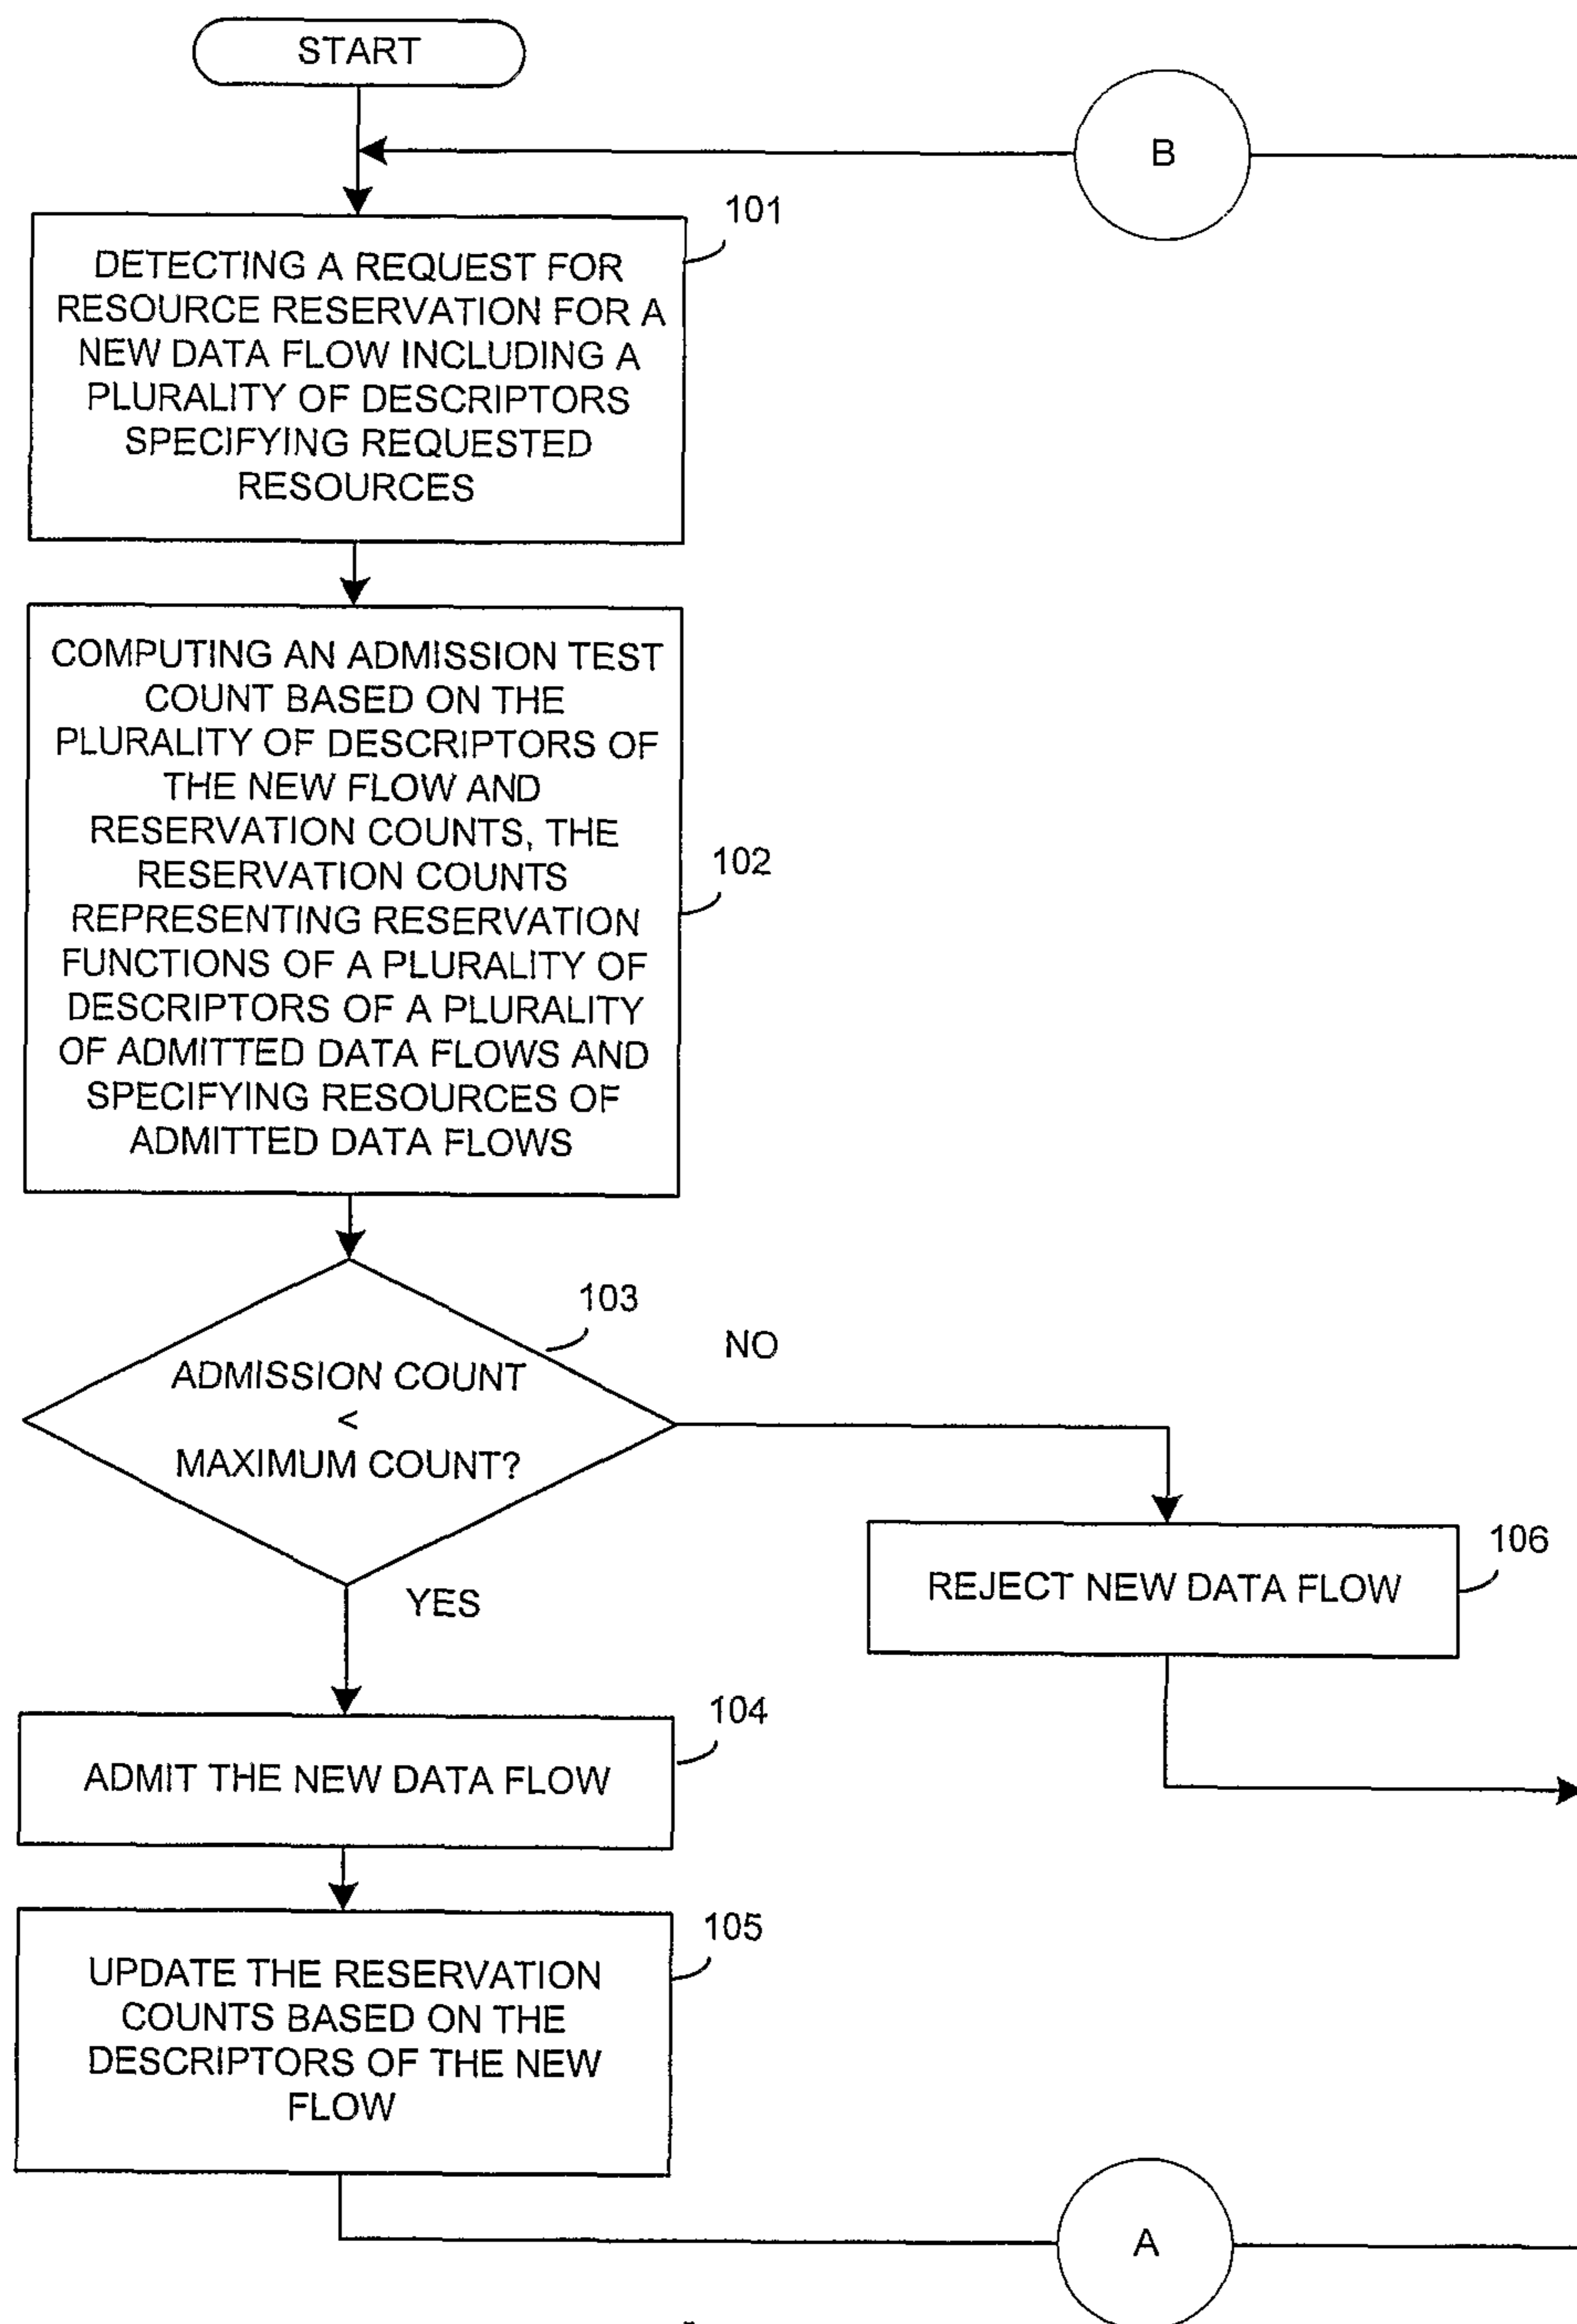 START
B
101
DETECTING A REQUEST FOR
RESOURCE RESERVATION FOR A
NEW DATA FLOW INCLUDING A
PLURALITY OF DESCRIPTORS
SPECIFYING REQUESTED
RESOURCES
COMPUTING AN ADMISSION TEST
COUNT BASED ON THE
PLURALITY OF DESCRIPTORS OF
THE NEW FLOW AND
RESERVATION COUNTS, THE
RESERVATION COUNTS
REPRESENTING RESERVATION
FUNCTIONS OF A PLURALITY OF
DESCRIPTORS OF A PLURALITY
OF ADMITTED DATA FLOWS AND
SPECIFYING RESOURCES OF
ADMITTED DATA FLOWS
102
103
ADMISSION COUNT
<
MAXIMUM COUNT?
NO
YES
106
REJECT NEW DATA FLOW
104
ADMIT THE NEW DATA FLOW
105
UPDATE THE RESERVATION
COUNTS BASED ON THE
DESCRIPTORS OF THE NEW
FLOW
A